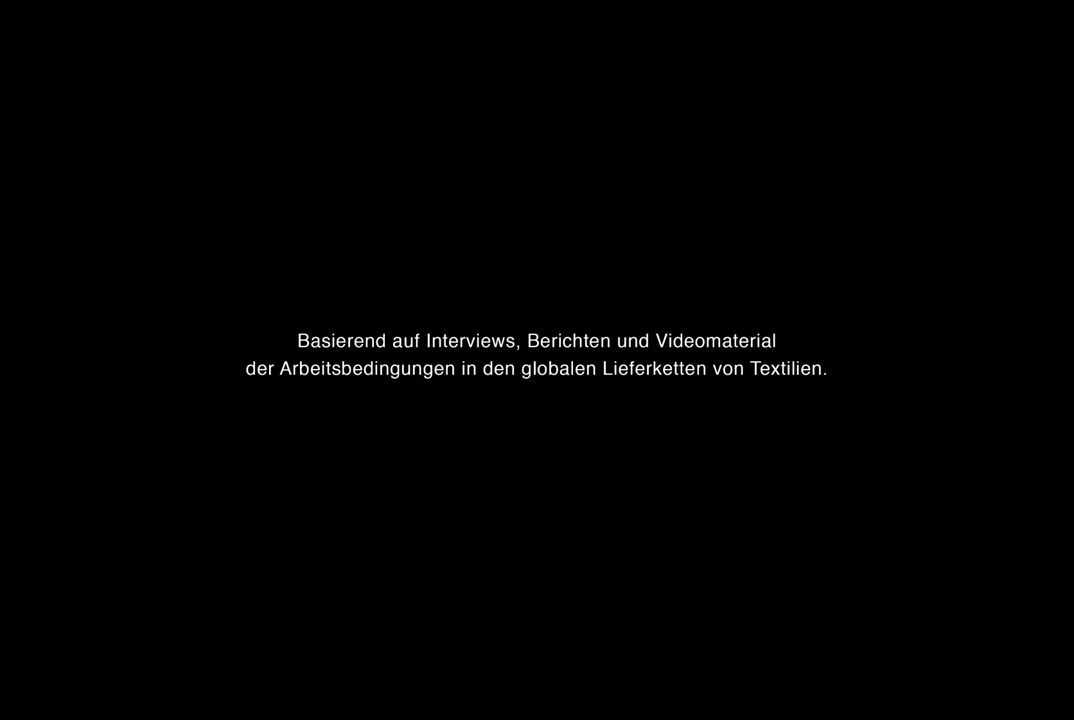 Basierend auf Interviews, Berichten und Videomaterial
der Arbeitsbedingungen in den globalen Lieferketten von Textilien.